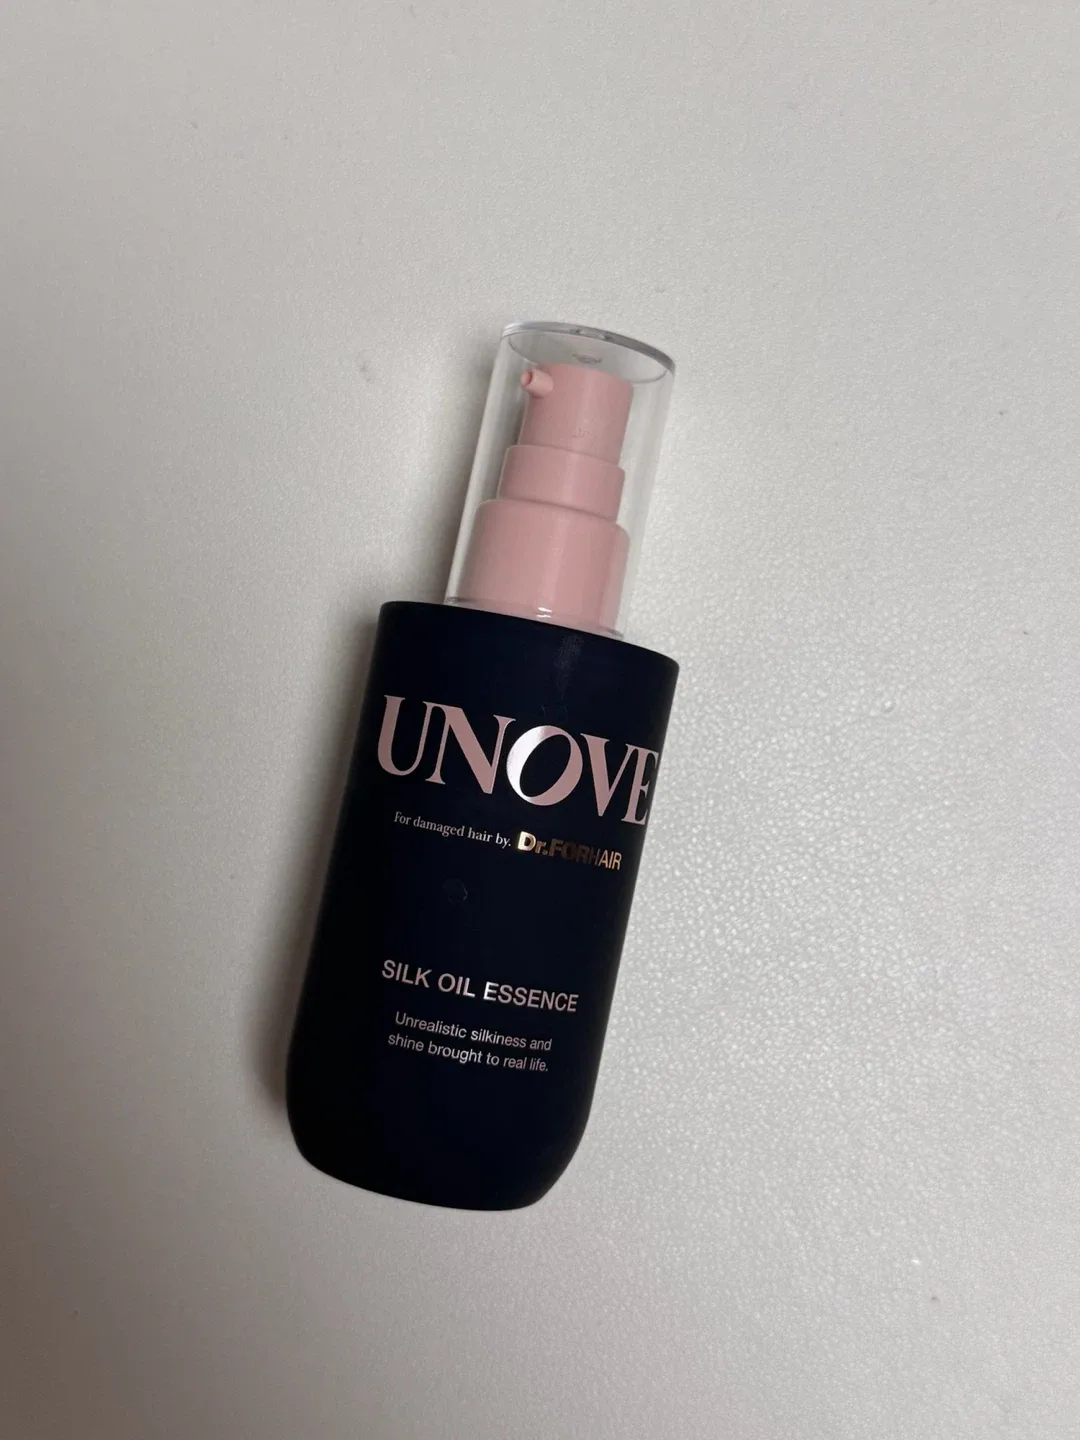 UNOVE
For damaged hair by. Dr.FORHAIR
SILK OIL ESSENCE
Unrealistic silkiness and
shine brought to real life.